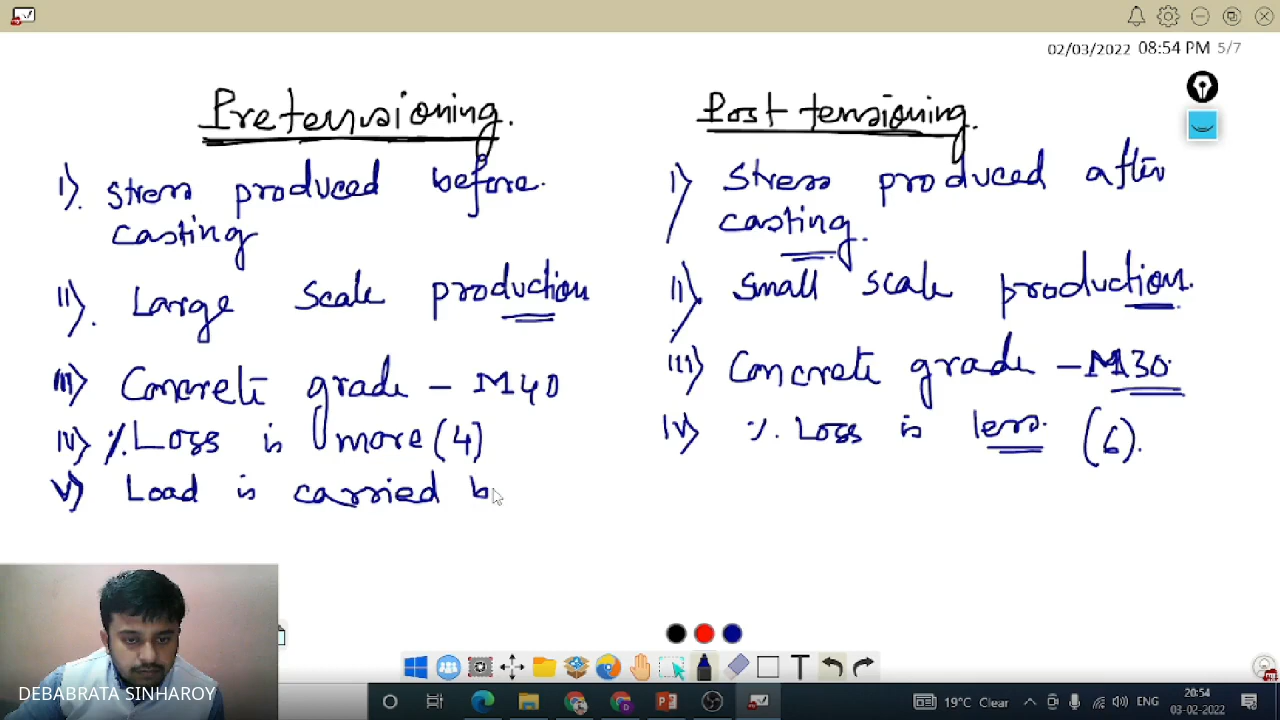 02/03/2022 08:54 PM 5/7
Pretensioning.
i). Stress produced before.
casting
ii). Large scale production
iii) Concrete grade - M40
iv) % Loss is more (4)
v) Load is carried b
Post tensioning.
i) Stress produced after
casting.
ii). Small scale production.
iii) Concrete grade - M30.
iv) %. Loss is less. (6).
DEBABRATA SINHAROY
19°C Clear
ENG
20:54
03-02-2022